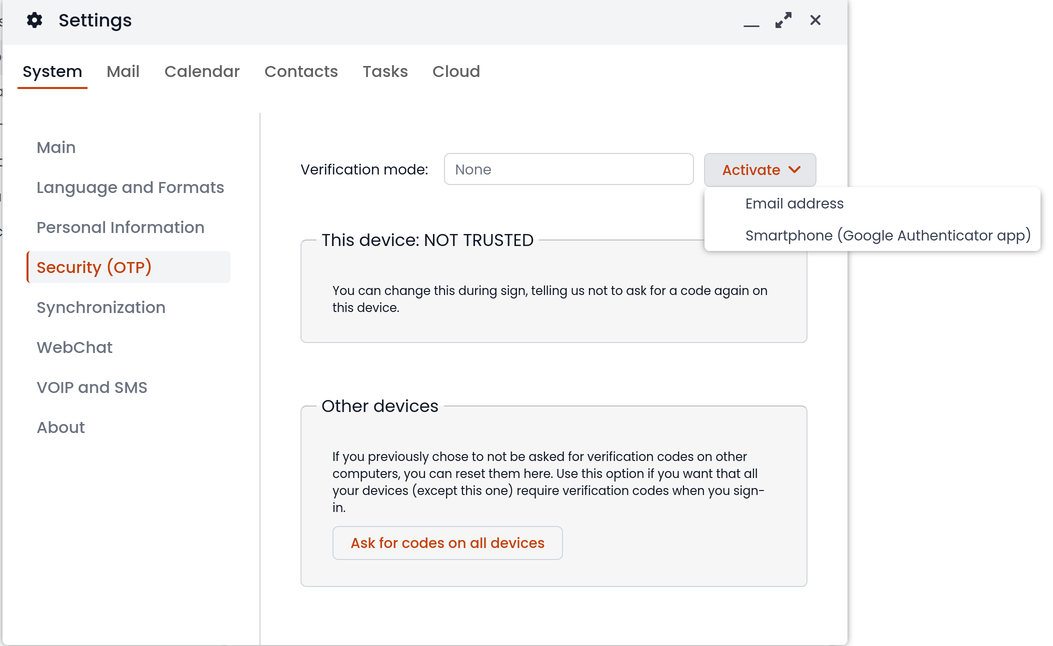 Settings
System Mail Calendar Contacts Tasks Cloud
Main
Language and Formats
Personal Information
Security (OTP)
Synchronization
WebChat
VOIP and SMS
About
Verification mode: None Activate
Email address
Smartphone (Google Authenticator app)
This device: NOT TRUSTED
You can change this during sign, telling us not to ask for a code again on
this device.
Other devices
If you previously chose to not be asked for verification codes on other
computers, you can reset them here. Use this option if you want that all
your devices (except this one) require verification codes when you sign-
in.
Ask for codes on all devices